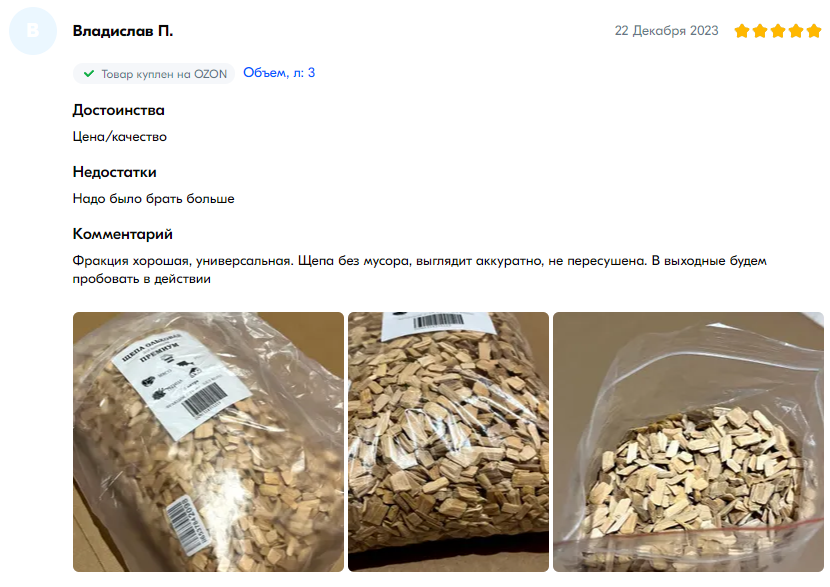 В
Владислав П.
22 Декабря 2023
Товар куплен на OZON
Объем, л: 3
Достоинства
Цена/качество
Недостатки
Надо было брать больше
Комментарий
Фракция хорошая, универсальная. Щепа без мусора, выглядит аккуратно, не пересушена. В выходные будем
пробовать в действии
ЩЕПА ОЛЬХОВАЯ
ПРЕМИУМ